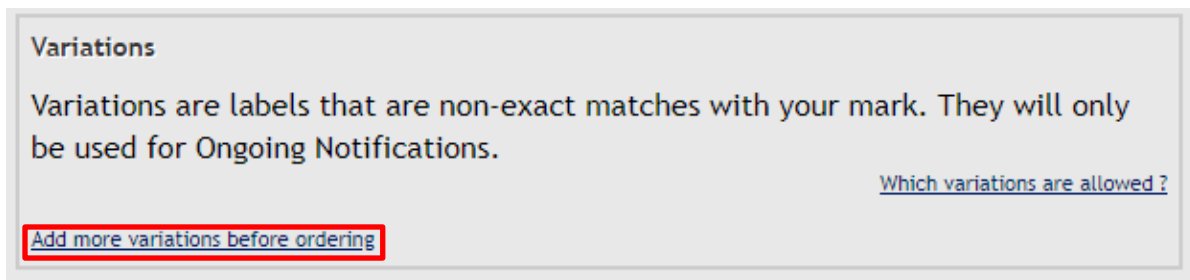 Variations
Variations are labels that are non-exact matches with your mark. They will only
be used for Ongoing Notifications.
Which variations are allowed ?
Add more variations before ordering